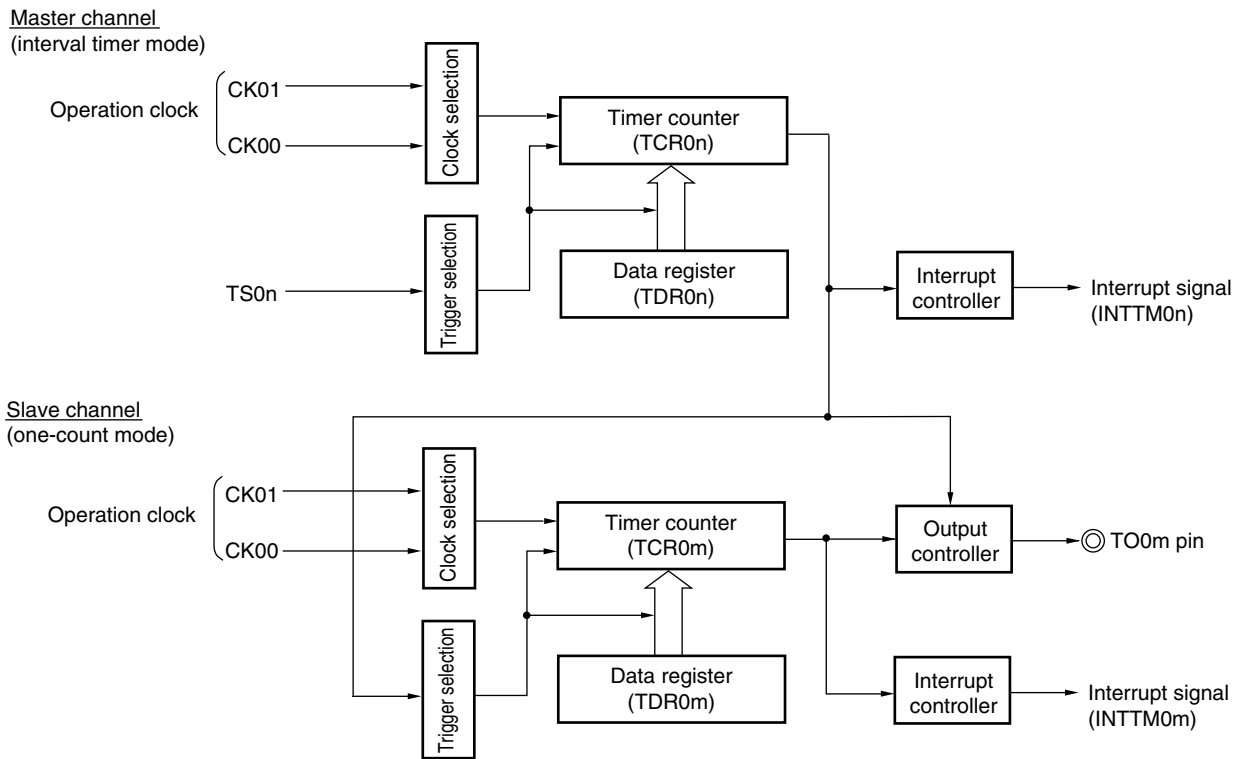 Master channel
(interval timer mode)
Operation clock
CK01
CK00
Clock selection
Timer counter
(TCR0n)
TS0n
Trigger selection
Data register
(TDR0n)
Interrupt
controller
Interrupt signal
(INTTM0n)
Slave channel
(one-count mode)
Operation clock
CK01
CK00
Clock selection
Timer counter
(TCR0m)
Output
controller
TO0m pin
Trigger selection
Data register
(TDR0m)
Interrupt
controller
Interrupt signal
(INTTM0m)